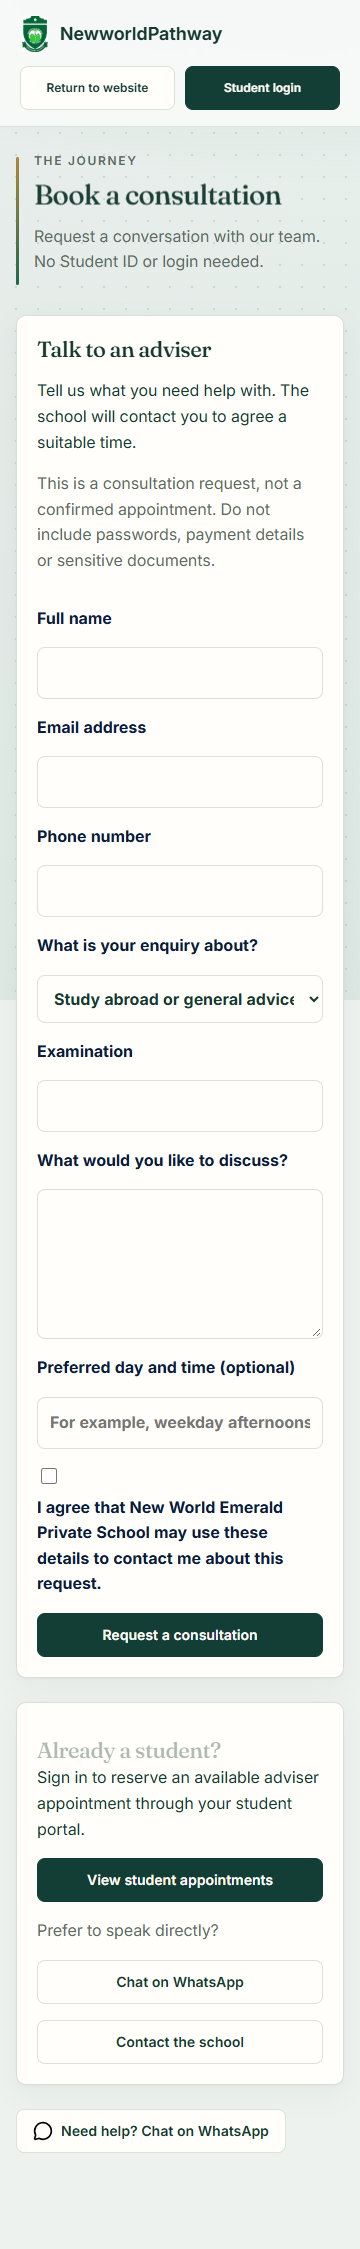 NewworldPathway
Return to website
Student login
THE JOURNEY
Book a consultation
Request a conversation with our team.
No Student ID or login needed.
Talk to an adviser
Tell us what you need help with. The
school will contact you to agree a
suitable time.
This is a consultation request, not a
confirmed appointment. Do not
include passwords, payment details
or sensitive documents.
Full name
Email address
Phone number
What is your enquiry about?
Study abroad or general advice
Examination
What would you like to discuss?
Preferred day and time (optional)
For example, weekday afternoons
I agree that New World Emerald
Private School may use these
details to contact me about this
request.
Request a consultation
Already a student?
Sign in to reserve an available adviser
appointment through your student
portal.
View student appointments
Prefer to speak directly?
Chat on WhatsApp
Contact the school
Need help? Chat on WhatsApp